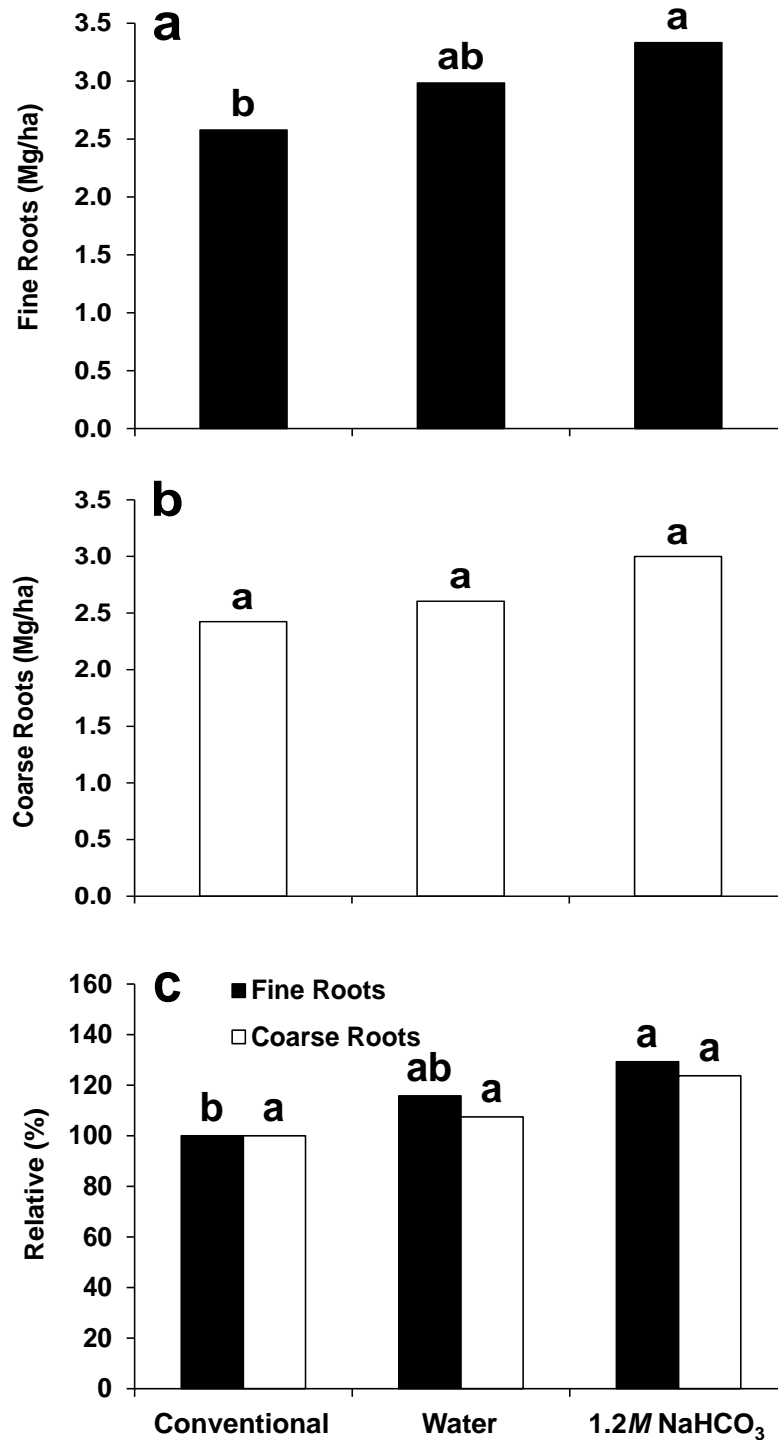 a
Fine Roots (Mg/ha)
3.5
3.0
2.5
2.0
1.5
1.0
0.5
0.0
b
ab
a
b
Coarse Roots (Mg/ha)
3.5
3.0
2.5
2.0
1.5
1.0
0.5
0.0
a
a
a
c
Relative (%)
160
140
120
100
80
60
40
20
0
Fine Roots
Coarse Roots
b
a
ab
a
a
a
Conventional
Water
1.2M NaHCO₃